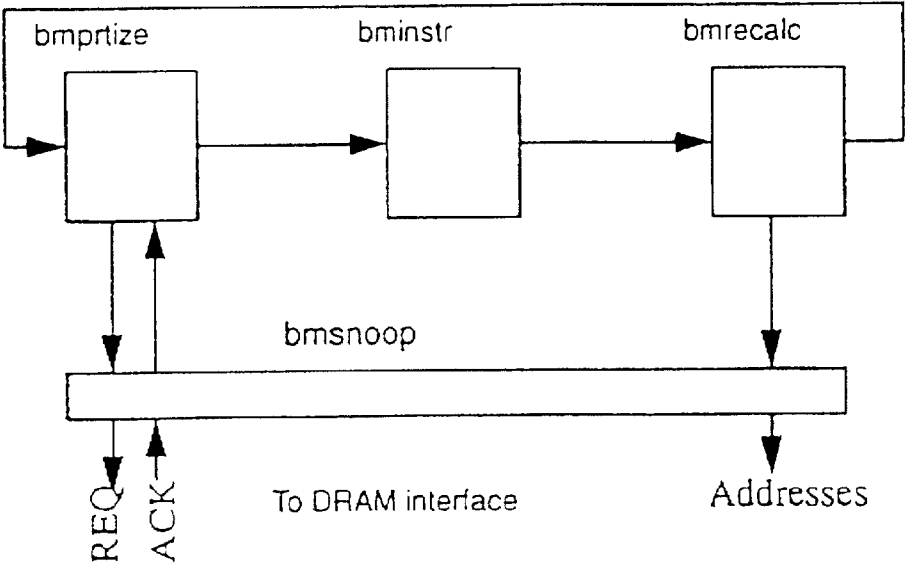 bmprtize
bminstr
bmrecalc
bmsnoop
REQ
ACK
To DRAM interface
Addresses